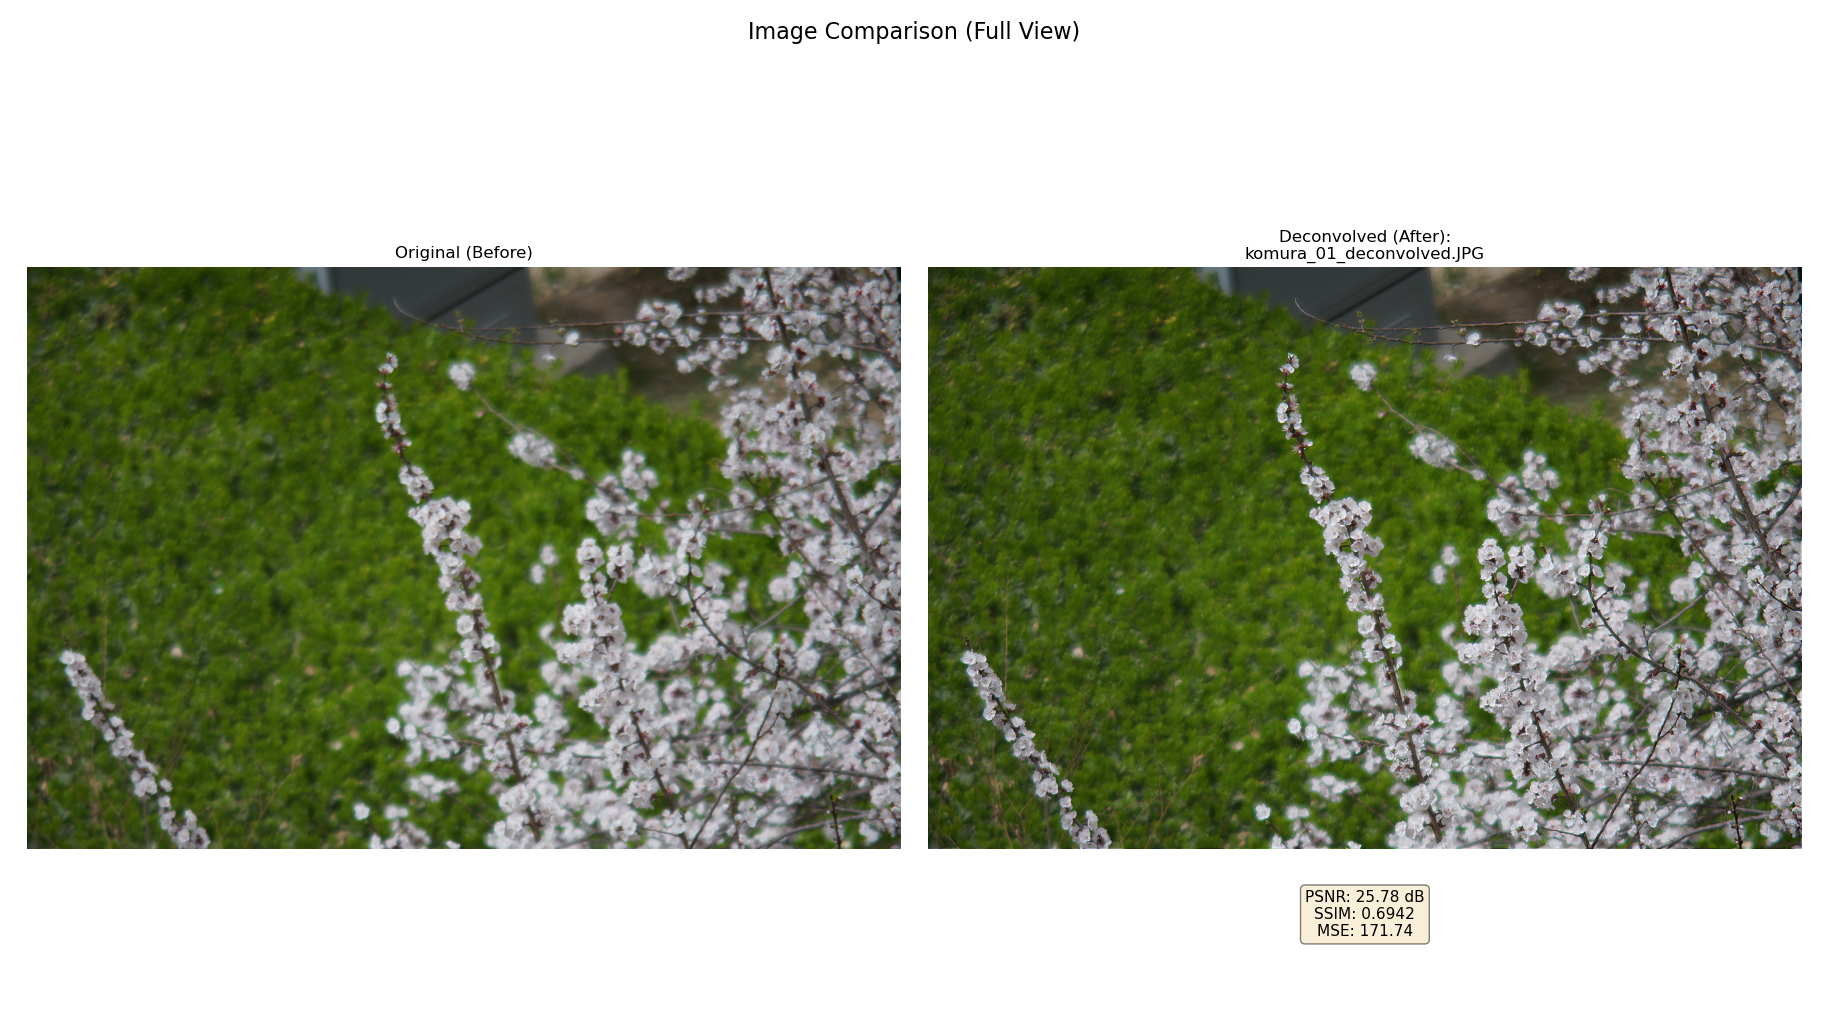 Image Comparison (Full View)
Original (Before)
Deconvolved (After):
komura_01_deconvolved.JPG
PSNR: 25.78 dB
SSIM: 0.6942
MSE: 171.74